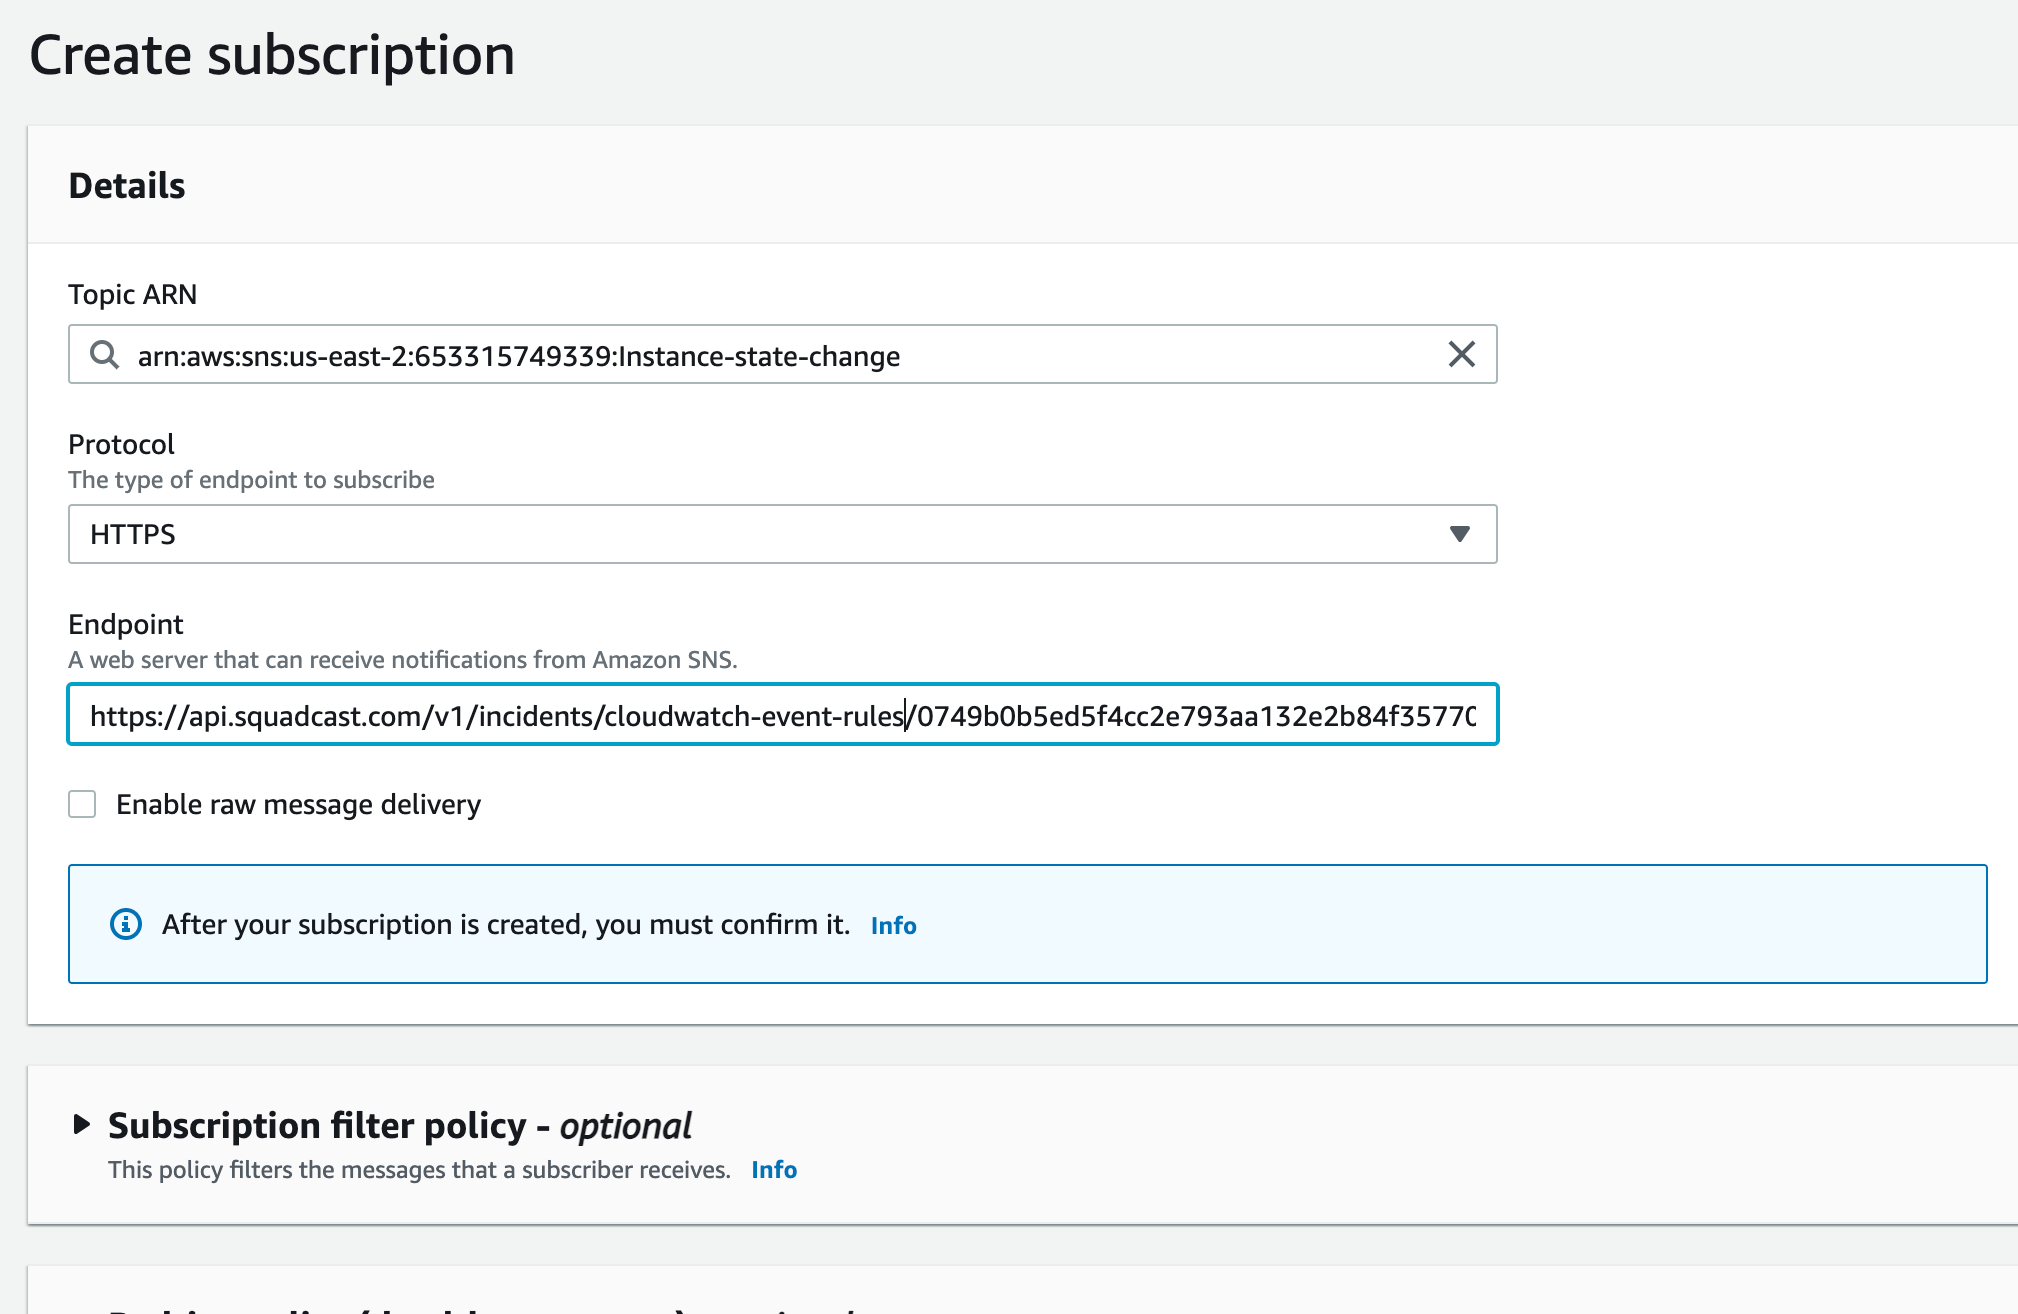 Create subscription
Details
Topic ARN
arn:aws:sns:us-east-2:653315749339:Instance-state-change
Protocol
The type of endpoint to subscribe
HTTPS
Endpoint
A web server that can receive notifications from Amazon SNS.
https://api.squadcast.com/v1/incidents/cloudwatch-event-rules/0749b0b5ed5f4cc2e793aa132e2b84f35770
Enable raw message delivery
After your subscription is created, you must confirm it. Info
Subscription filter policy - optional
This policy filters the messages that a subscriber receives. Info